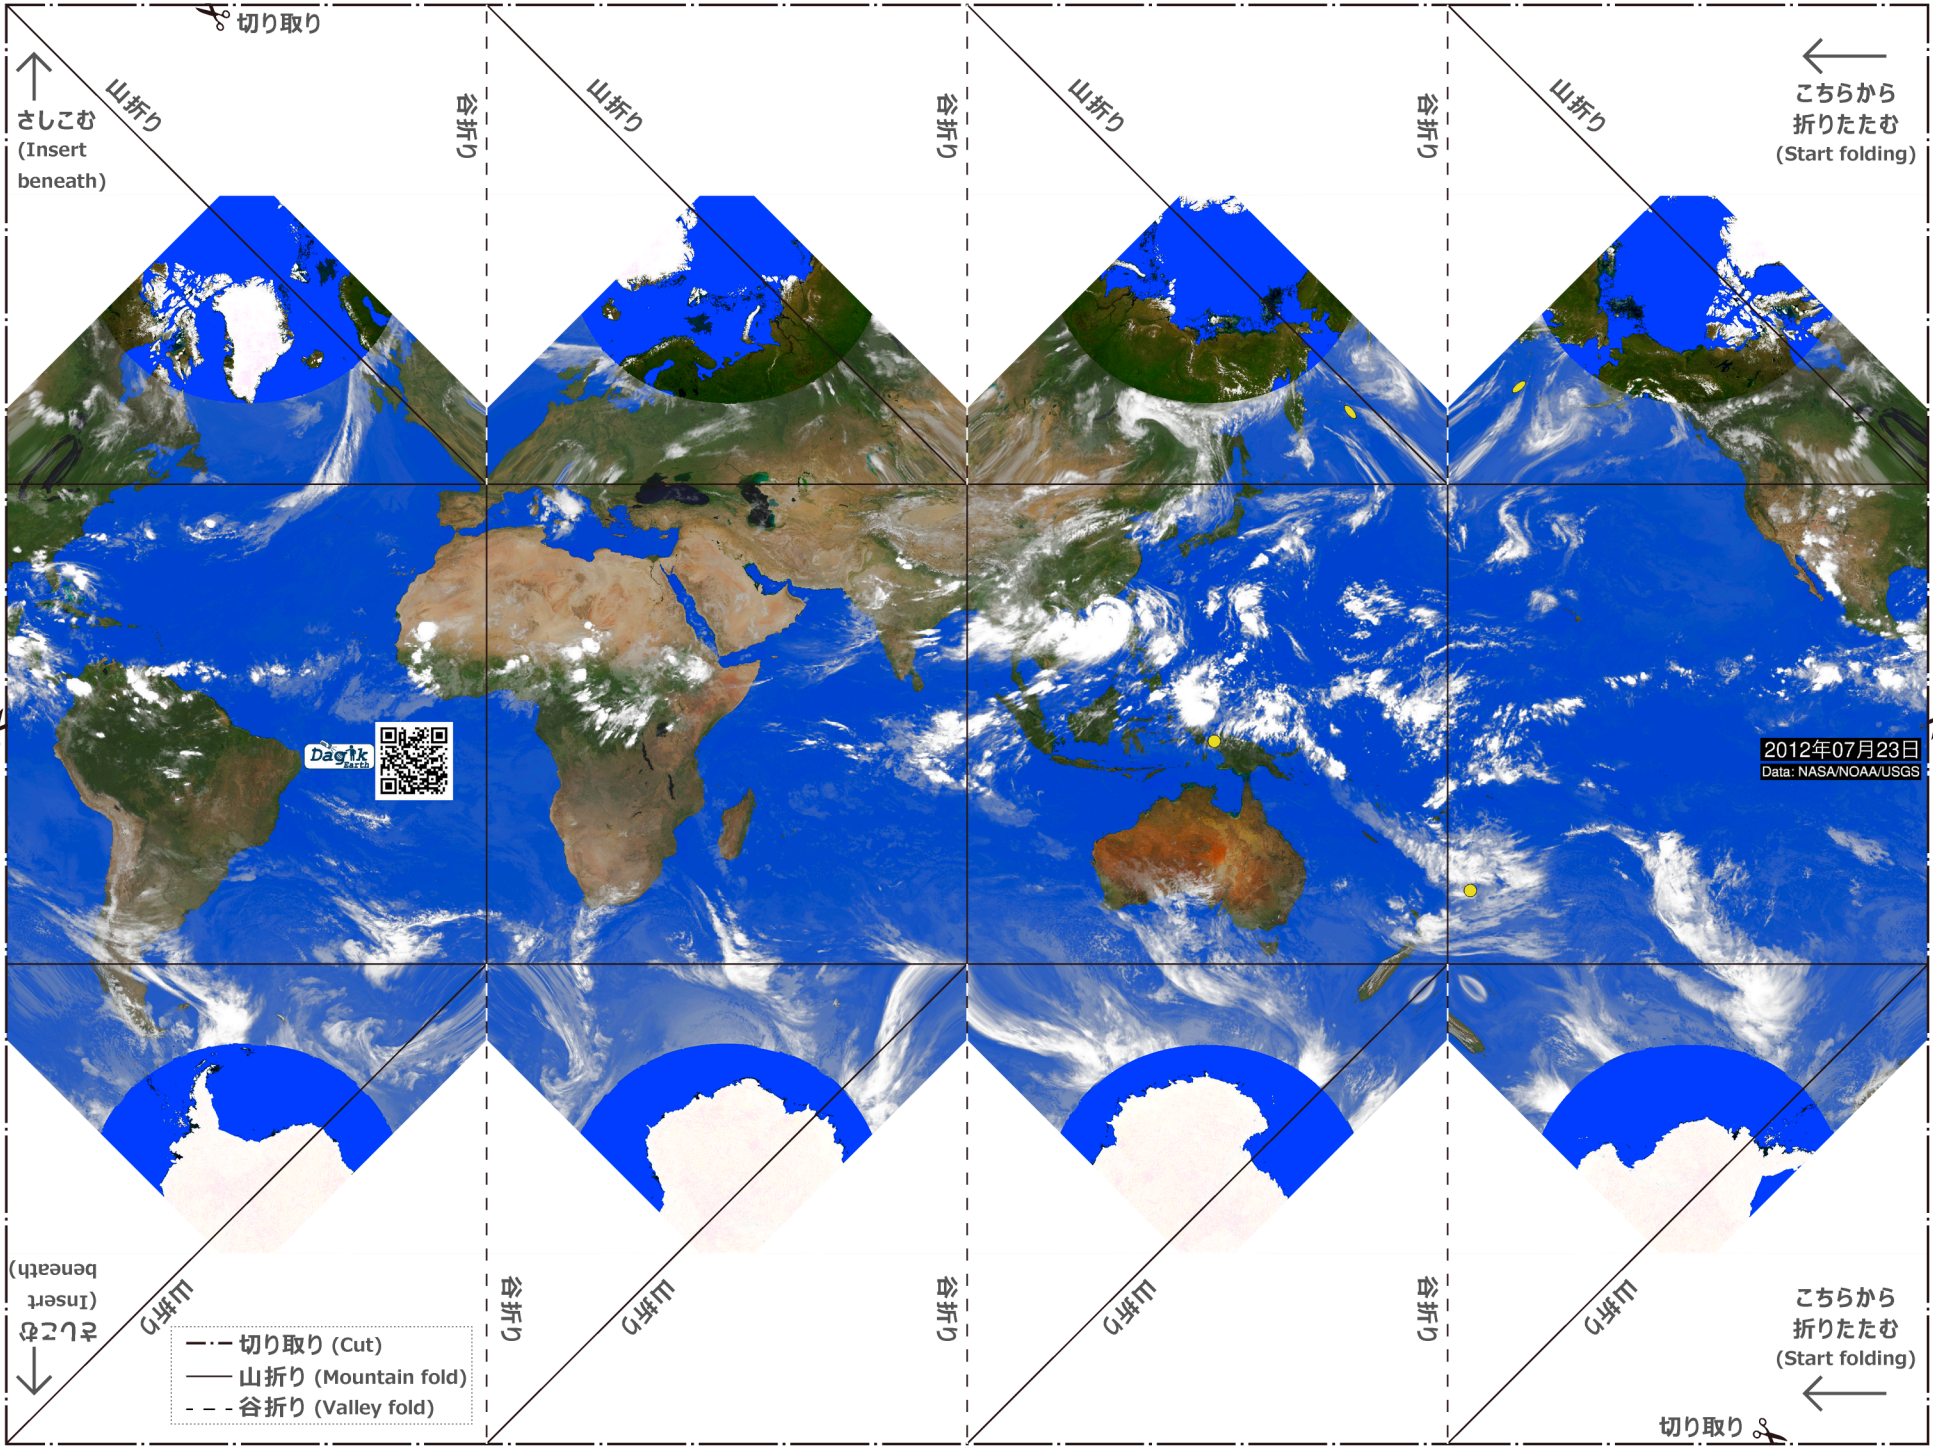 切り取り
山折り
谷折り
山折り
谷折り
山折り
谷折り
山折り
さしこむ
(Insert
beneath)
こちらから
折りたたむ
(Start folding)
Dagik
Earth
2012年07月23日
Data: NASA/NOAA/USGS
さしこむ
(Insert
beneath)
山折り
谷折り
山折り
谷折り
山折り
谷折り
山折り
こちらから
折りたたむ
(Start folding)
切り取り (Cut)
山折り (Mountain fold)
谷折り (Valley fold)
切り取り